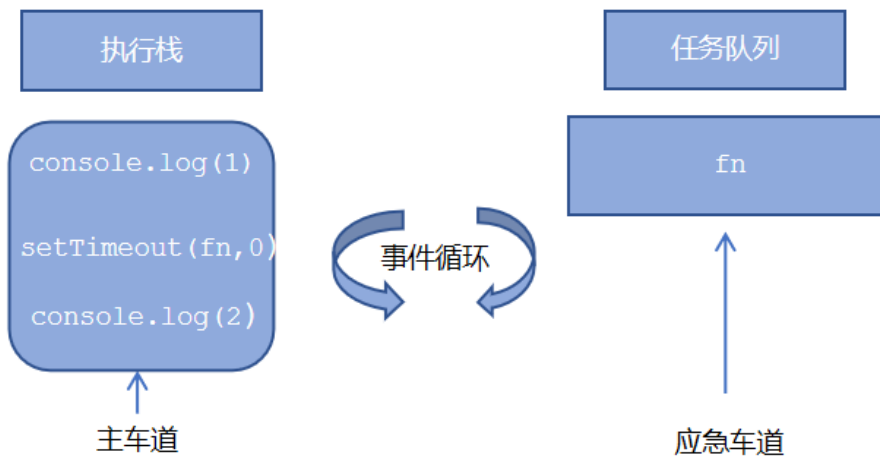 执行栈
任务队列
console.log(1)
setTimeout(fn,0)
console.log(2)
fn
事件循环
主车道
应急车道